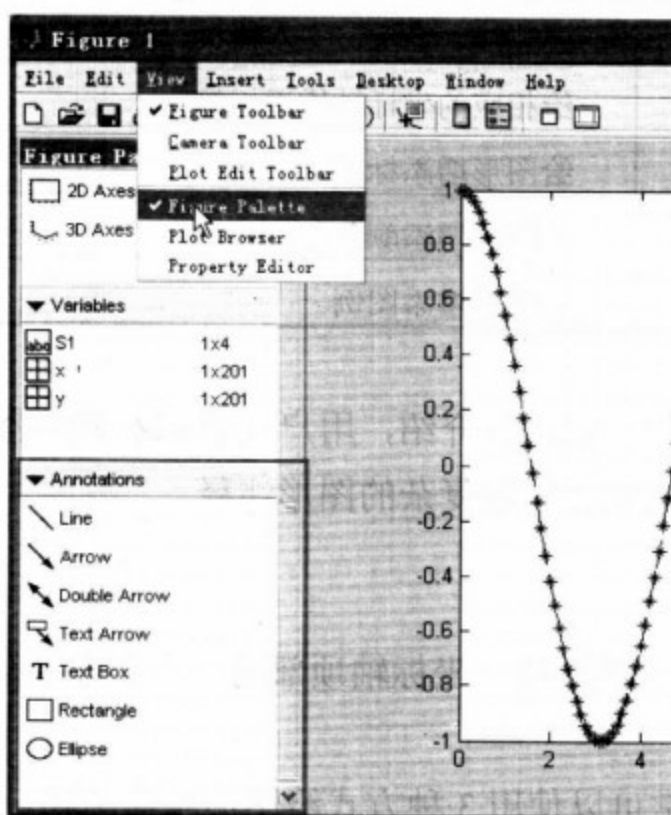 Figure 1
File Edit View Insert Tools Desktop Window Help
Figure Pa
Figure Toolbar
Camera Toolbar
Plot Edit Toolbar
Figure Palette
Plot Browser
Property Editor
2D Axes
3D Axes
Variables
abc S1 1x4
x 1x201
y 1x201
Annotations
Line
Arrow
Double Arrow
Text Arrow
T Text Box
Rectangle
Ellipse
1
0.8
0.6
0.4
0.2
0
-0.2
-0.4
-0.6
-0.8
-1
0 2 4